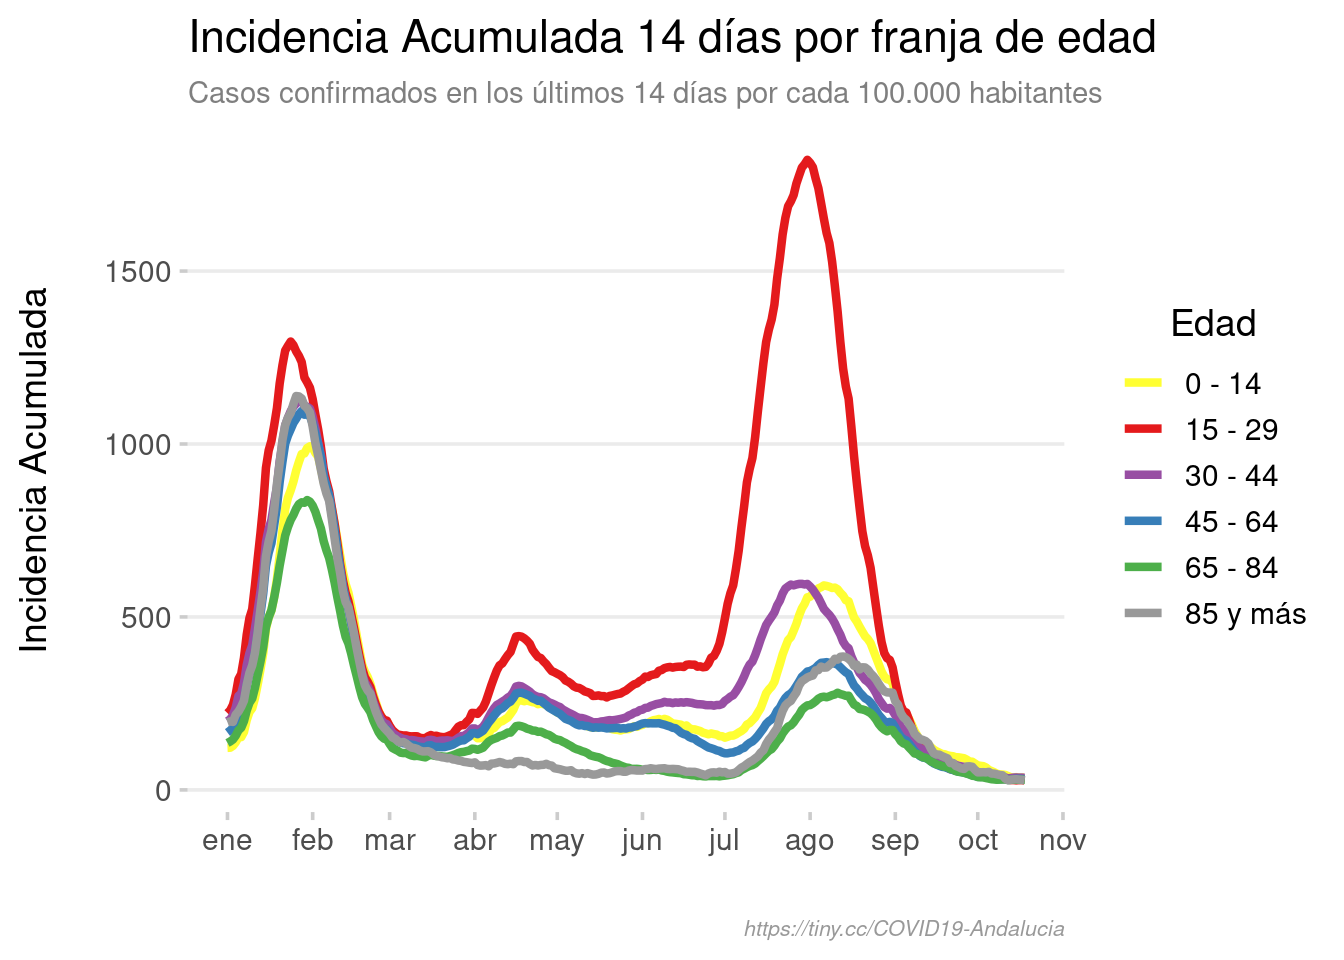 Incidencia Acumulada 14 días por franja de edad
Casos confirmados en los últimos 14 días por cada 100.000 habitantes
Incidencia Acumulada
1500
1000
500
0
ene feb mar abr may jun jul ago sep oct nov
Edad
0 - 14
15 - 29
30 - 44
45 - 64
65 - 84
85 y más
https://tiny.cc/COVID19-Andalucia